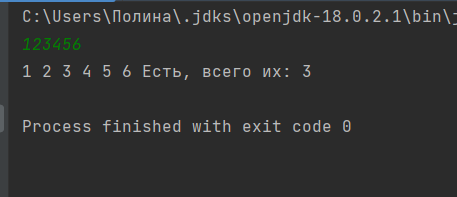 C:\Users\Полина\.jdks\openjdk-18.0.2.1\bin\j
123456
1 2 3 4 5 6 Есть, всего их: 3
Process finished with exit code 0